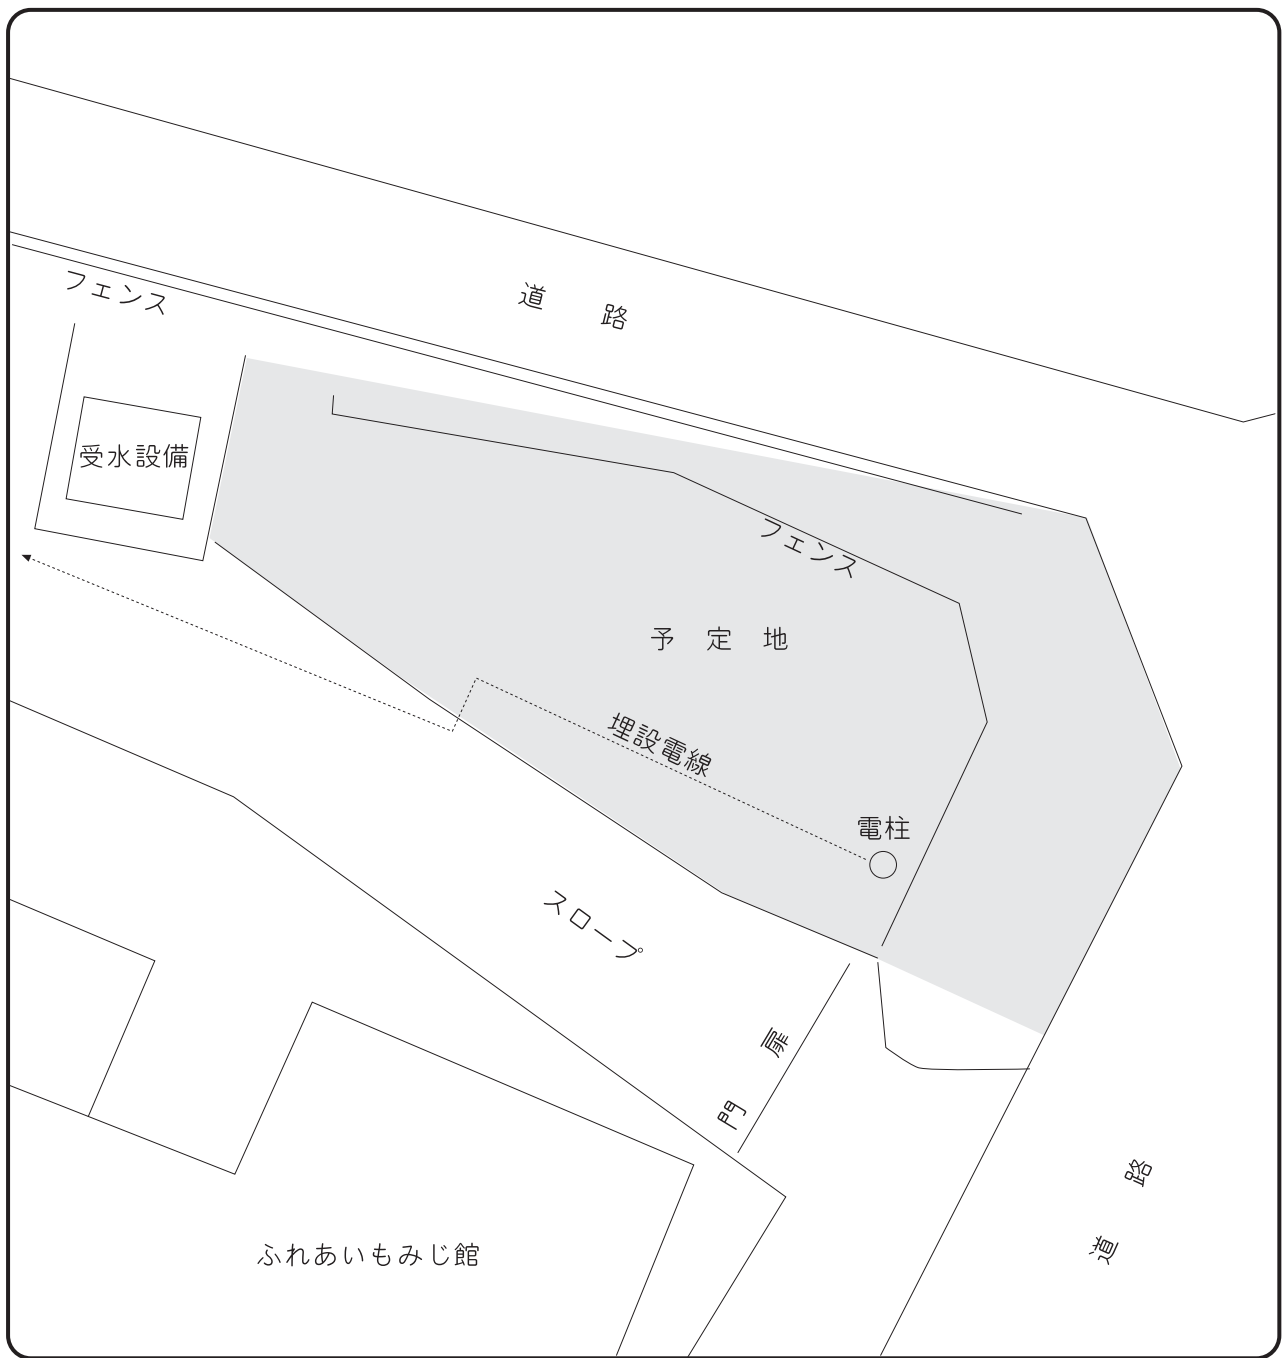 道路
フェンス
受水設備
フェンス
予定地
埋設電線
電柱
スロープ
門扉
道路
ふれあいもみじ館